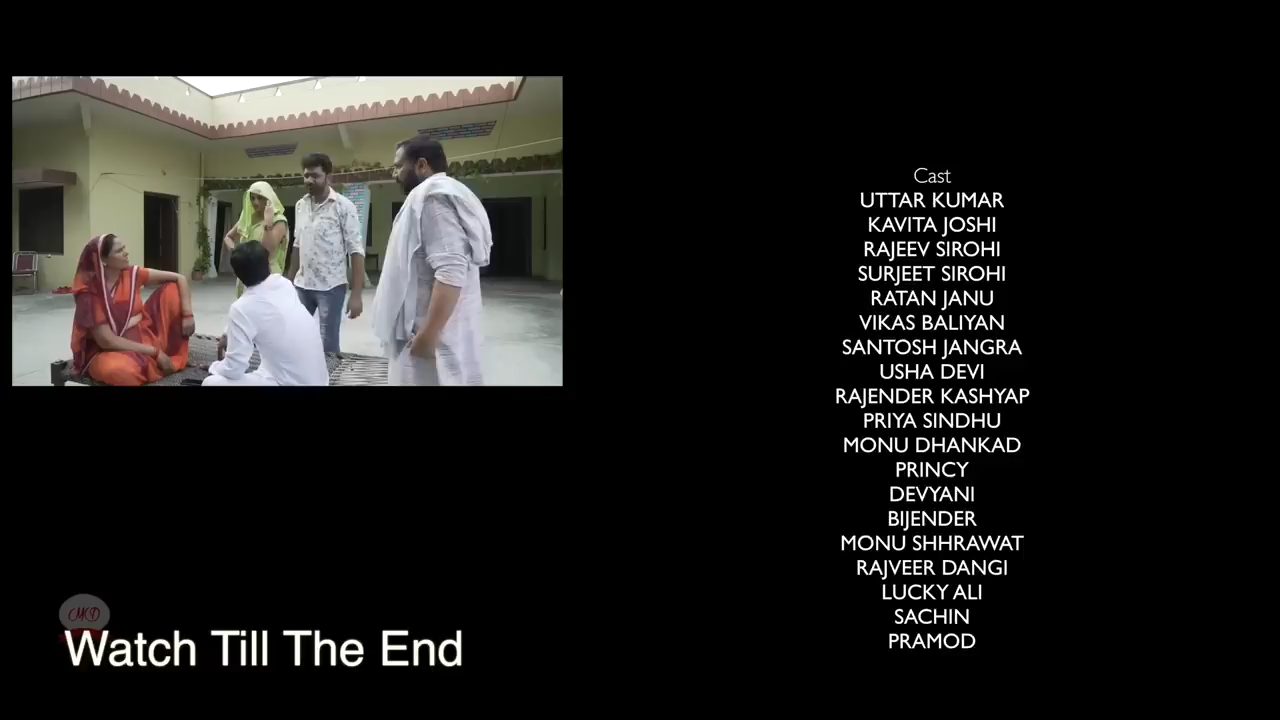 Cast
UTTAR KUMAR
KAVITA JOSHI
RAJEEV SIROHI
SURJEET SIROHI
RATAN JANU
VIKAS BALIYAN
SANTOSH JANGRA
USHA DEVI
RAJENDER KASHYAP
PRIYA SINDHU
MONU DHANKAD
PRINCY
DEVYANI
BIJENDER
MONU SHHRAWAT
RAJVEER DANGI
LUCKY ALI
SACHIN
PRAMOD
MD
Watch Till The End